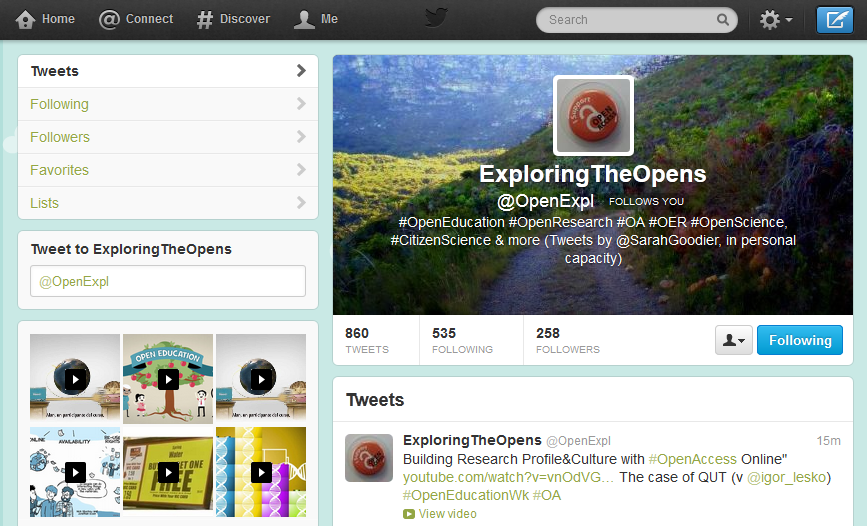 Home @ Connect # Discover Me Search
Tweets
Following
Followers
Favorites
Lists
Tweet to ExploringTheOpens
@OpenExpl
OPEN EDUCATION
AVAILABILITY
FREE
I support
OPEN
ExploringTheOpens
@OpenExpl · FOLLOWS YOU
#OpenEducation #OpenResearch #OA #OER #OpenScience,
#CitizenScience & more (Tweets by @SarahGoodier, in personal
capacity)
860 535 258
TWEETS FOLLOWING FOLLOWERS
Following
Tweets
ExploringTheOpens @OpenExpl 15m
Building Research Profile&Culture with #OpenAccess Online"
youtube.com/watch?v=vnOdVG... The case of QUT (v @igor_lesko)
#OpenEducationWk #OA
View video